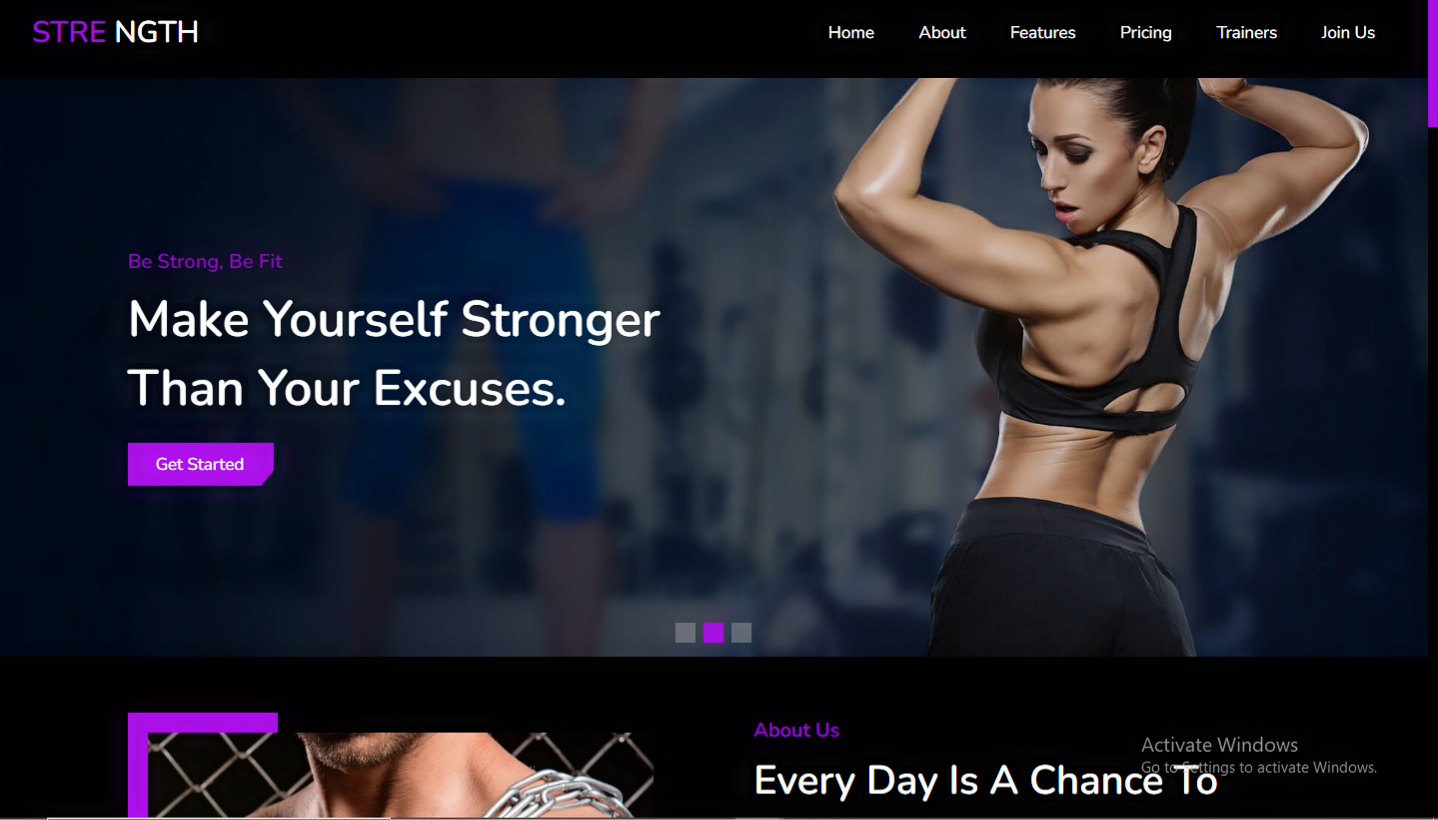 STRE NGTH
Home About Features Pricing Trainers Join Us
Be Strong, Be Fit
Make Yourself Stronger
Than Your Excuses.
Get Started
About Us
Every Day Is A Chance To
Activate Windows
Go to Settings to activate Windows.